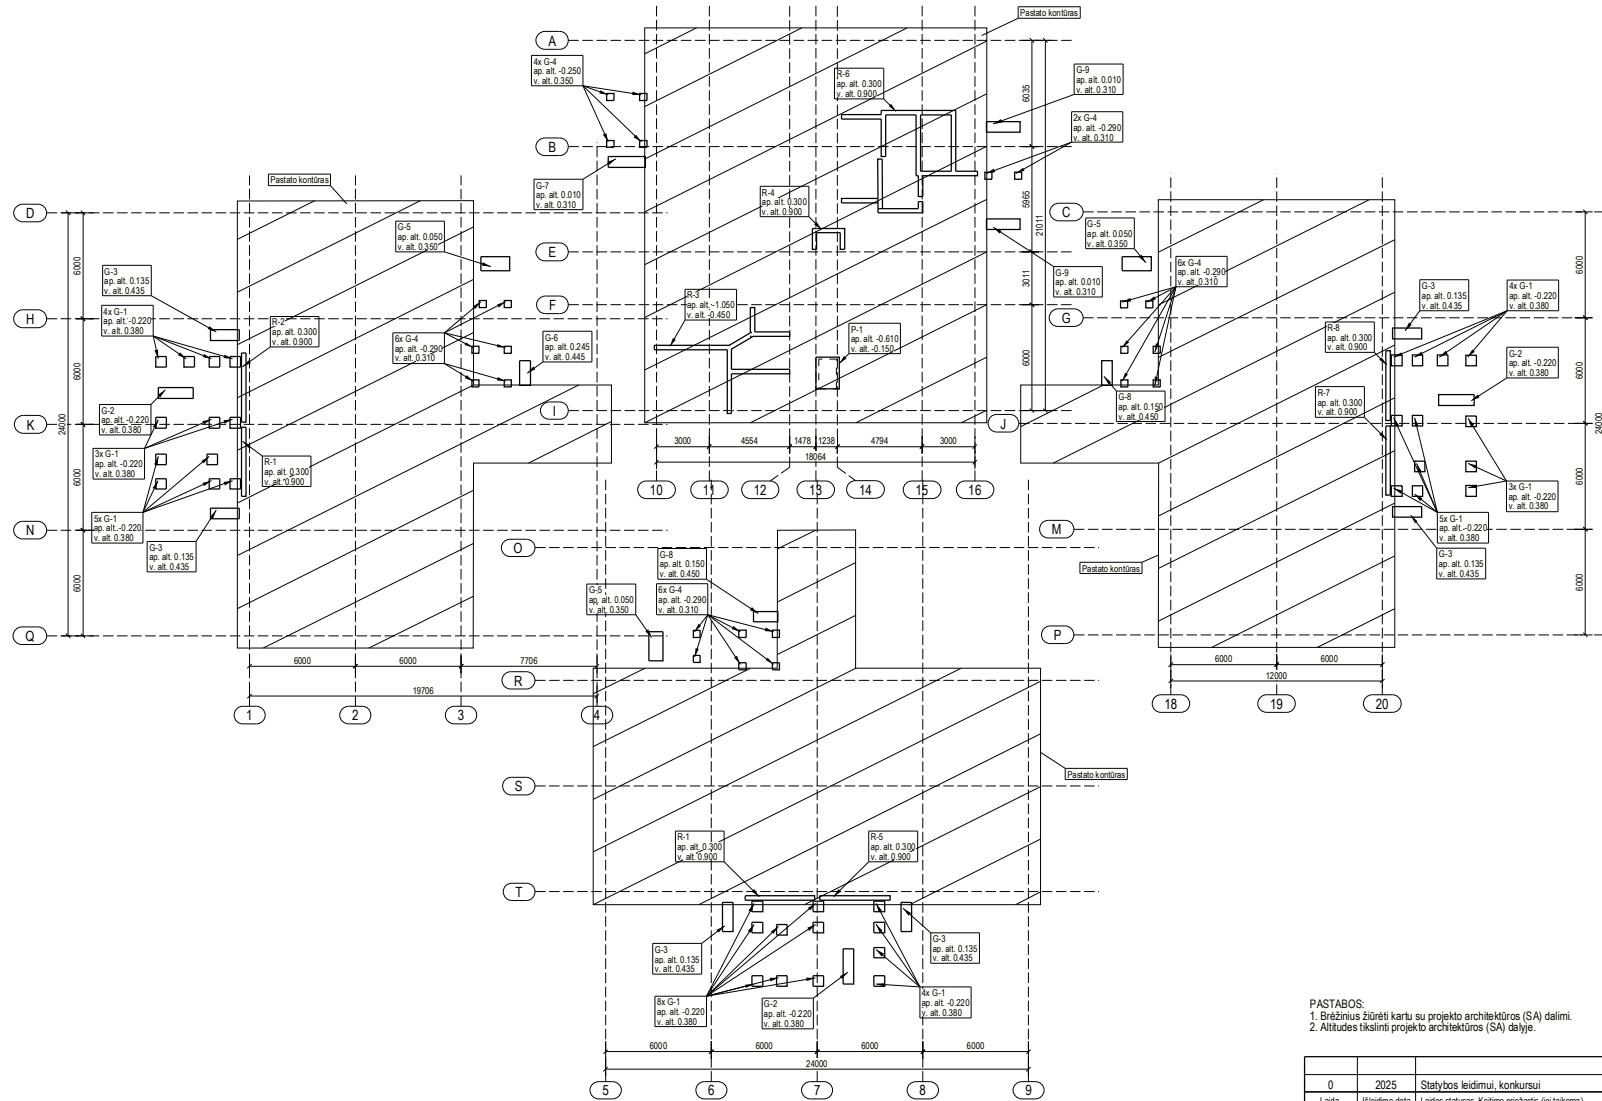 Pastato kontūras
A
4x G-4
ap. alt. -0.250
v. alt. 0.350
R-6
ap. alt. 0.300
v. alt. 0.900
G-9
ap. alt. 0.010
v. alt. 0.310
6035
2x G-4
ap. alt. -0.290
v. alt. 0.310
B
G-7
ap. alt. 0.010
v. alt. 0.310
Pastato kontūras
R-4
ap. alt. 0.300
v. alt. 0.900
5965
21011
D
C
G-5
ap. alt. 0.050
v. alt. 0.350
G-5
ap. alt. 0.050
v. alt. 0.350
E
6000
G-3
ap. alt. 0.135
v. alt. 0.435
6x G-4
ap. alt. -0.290
v. alt. 0.310
G-9
ap. alt. 0.010
v. alt. 0.310
3011
6000
G-3
ap. alt. 0.135
v. alt. 0.435
4x G-1
ap. alt. -0.220
v. alt. 0.380
R-3
ap. alt. -1.050
v. alt. -0.450
F
H
4x G-1
ap. alt. -0.220
v. alt. 0.380
R-2
ap. alt. 0.300
v. alt. 0.900
G
P-1
ap. alt. -0.610
v. alt. -0.150
R-8
ap. alt. 0.300
v. alt. 0.900
6x G-4
ap. alt. -0.290
v. alt. 0.310
G-6
ap. alt. 0.245
v. alt. 0.445
G-2
ap. alt. -0.220
v. alt. 0.380
6000
6000
6000
G-8
ap. alt. 0.150
v. alt. 0.450
R-7
ap. alt. 0.300
v. alt. 0.900
G-2
ap. alt. -0.220
v. alt. 0.380
I
K
J
24000
24000
3x G-1
ap. alt. -0.220
v. alt. 0.380
R-1
ap. alt. 0.300
v. alt. 0.900
3000
4554
1478
1238
4794
3000
18064
10
11
12
13
14
15
16
6000
6000
3x G-1
ap. alt. -0.220
v. alt. 0.380
5x G-1
ap. alt. -0.220
v. alt. 0.380
5x G-1
ap. alt. -0.220
v. alt. 0.380
N
M
G-3
ap. alt. 0.135
v. alt. 0.435
O
G-3
ap. alt. 0.135
v. alt. 0.435
G-8
ap. alt. 0.150
v. alt. 0.450
Pastato kontūras
6000
6000
G-5
ap. alt. 0.050
v. alt. 0.350
6x G-4
ap. alt. -0.290
v. alt. 0.310
Q
P
6000
6000
7706
19706
1
2
3
4
R
6000
6000
12000
18
19
20
Pastato kontūras
S
R-1
ap. alt. 0.300
v. alt. 0.900
R-5
ap. alt. 0.300
v. alt. 0.900
T
G-3
ap. alt. 0.135
v. alt. 0.435
G-3
ap. alt. 0.135
v. alt. 0.435
8x G-1
ap. alt. -0.220
v. alt. 0.380
G-2
ap. alt. -0.220
v. alt. 0.380
4x G-1
ap. alt. -0.220
v. alt. 0.380
6000
6000
6000
6000
24000
5
6
7
8
9
PASTABOS:
1. Brėžinius žiūrėti kartu su projekto architektūros (SA) dalimi.
2. Altitudes tikslinti projekto architektūros (SA) dalyje.
0
2025
Statybos leidimui, konkursui